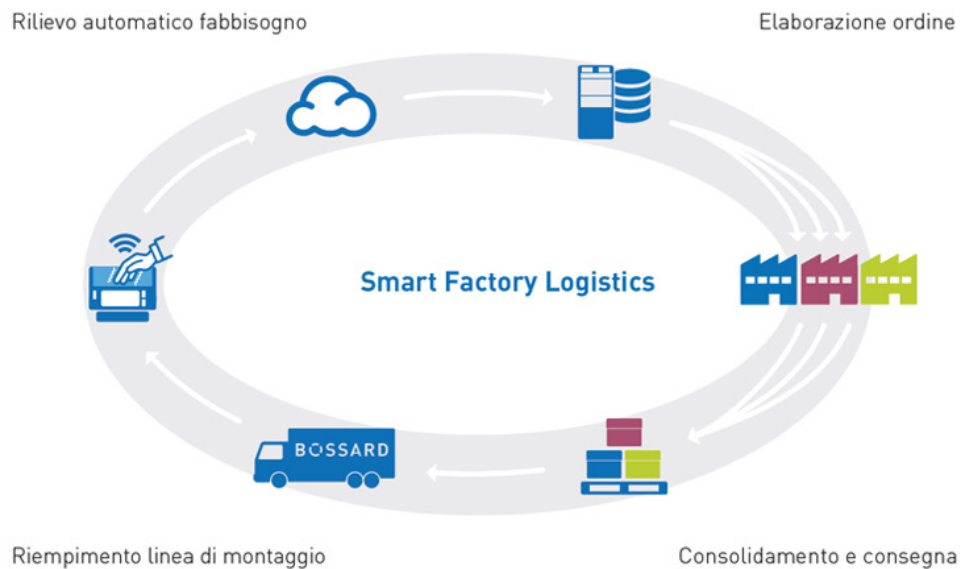 Rilievo automatico fabbisogno
Elaborazione ordine
Smart Factory Logistics
BOSSARD
Riempimento linea di montaggio
Consolidamento e consegna